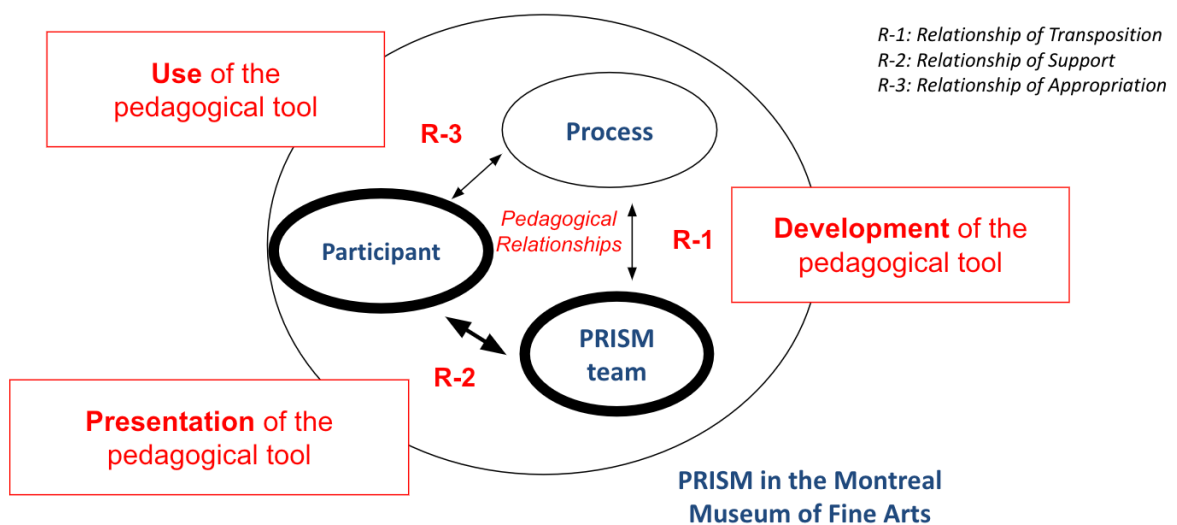 R-1: Relationship of Transposition
R-2: Relationship of Support
R-3: Relationship of Appropriation
Use of the
pedagogical tool
R-3
Process
Participant
Pedagogical
Relationships
R-1
Development of the
pedagogical tool
PRISM
team
R-2
Presentation of the
pedagogical tool
PRISM in the Montreal
Museum of Fine Arts